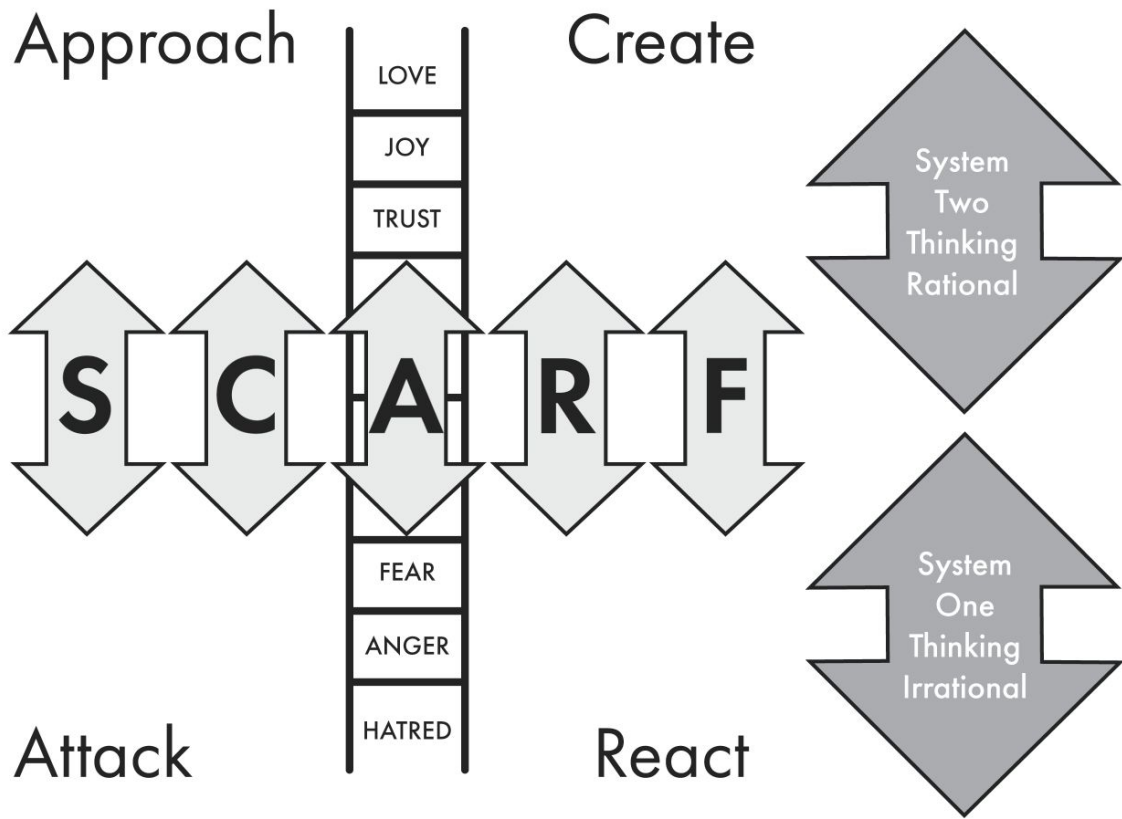 Approach
Create
LOVE
JOY
TRUST
S C A R F
FEAR
ANGER
HATRED
Attack
React
System
Two
Thinking
Rational
System
One
Thinking
Irrational